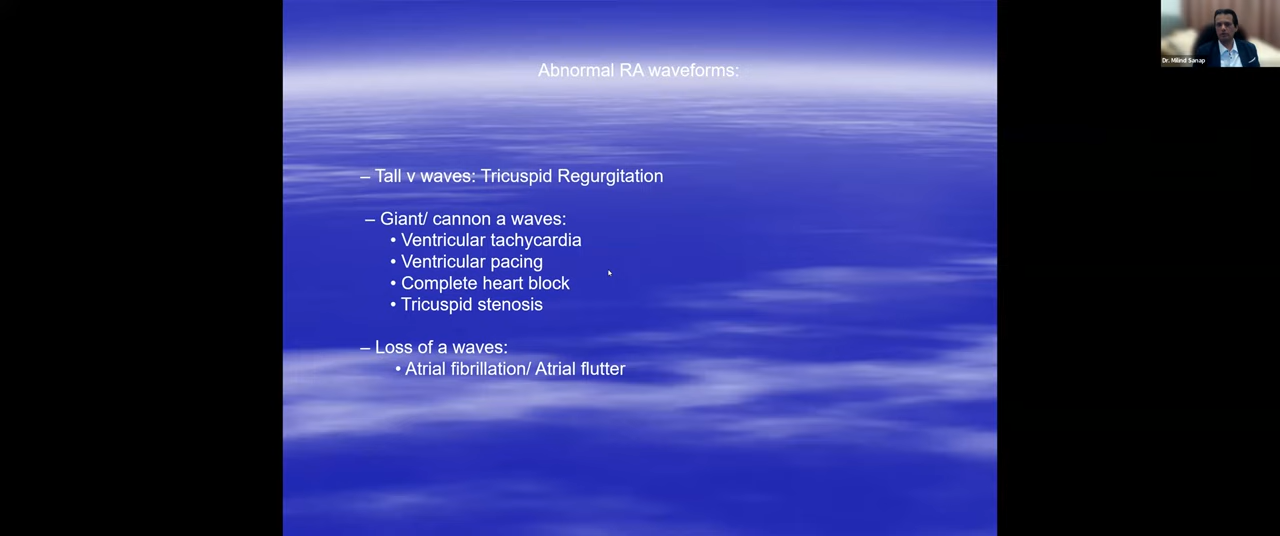 Abnormal RA waveforms:
– Tall v waves: Tricuspid Regurgitation
– Giant/ cannon a waves:
• Ventricular tachycardia
• Ventricular pacing
• Complete heart block
• Tricuspid stenosis
– Loss of a waves:
• Atrial fibrillation/ Atrial flutter
Dr. Milind Sanap